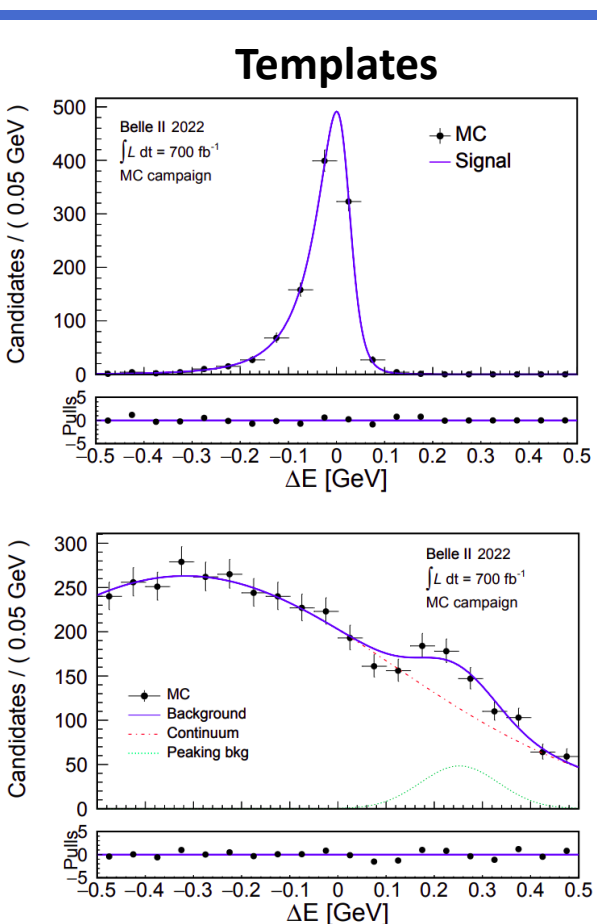 Templates
Candidates / ( 0.05 GeV )
500
400
300
200
100
0
Belle II 2022
∫L dt = 700 fb⁻¹
MC campaign
MC
Signal
Pulls
5
0
−5
−0.5 −0.4 −0.3 −0.2 −0.1 0 0.1 0.2 0.3 0.4 0.5
ΔE [GeV]
Candidates / ( 0.05 GeV )
300
250
200
150
100
50
0
Belle II 2022
∫L dt = 700 fb⁻¹
MC campaign
MC
Background
Continuum
Peaking bkg
Pulls
5
0
−5
−0.5 −0.4 −0.3 −0.2 −0.1 0 0.1 0.2 0.3 0.4 0.5
ΔE [GeV]